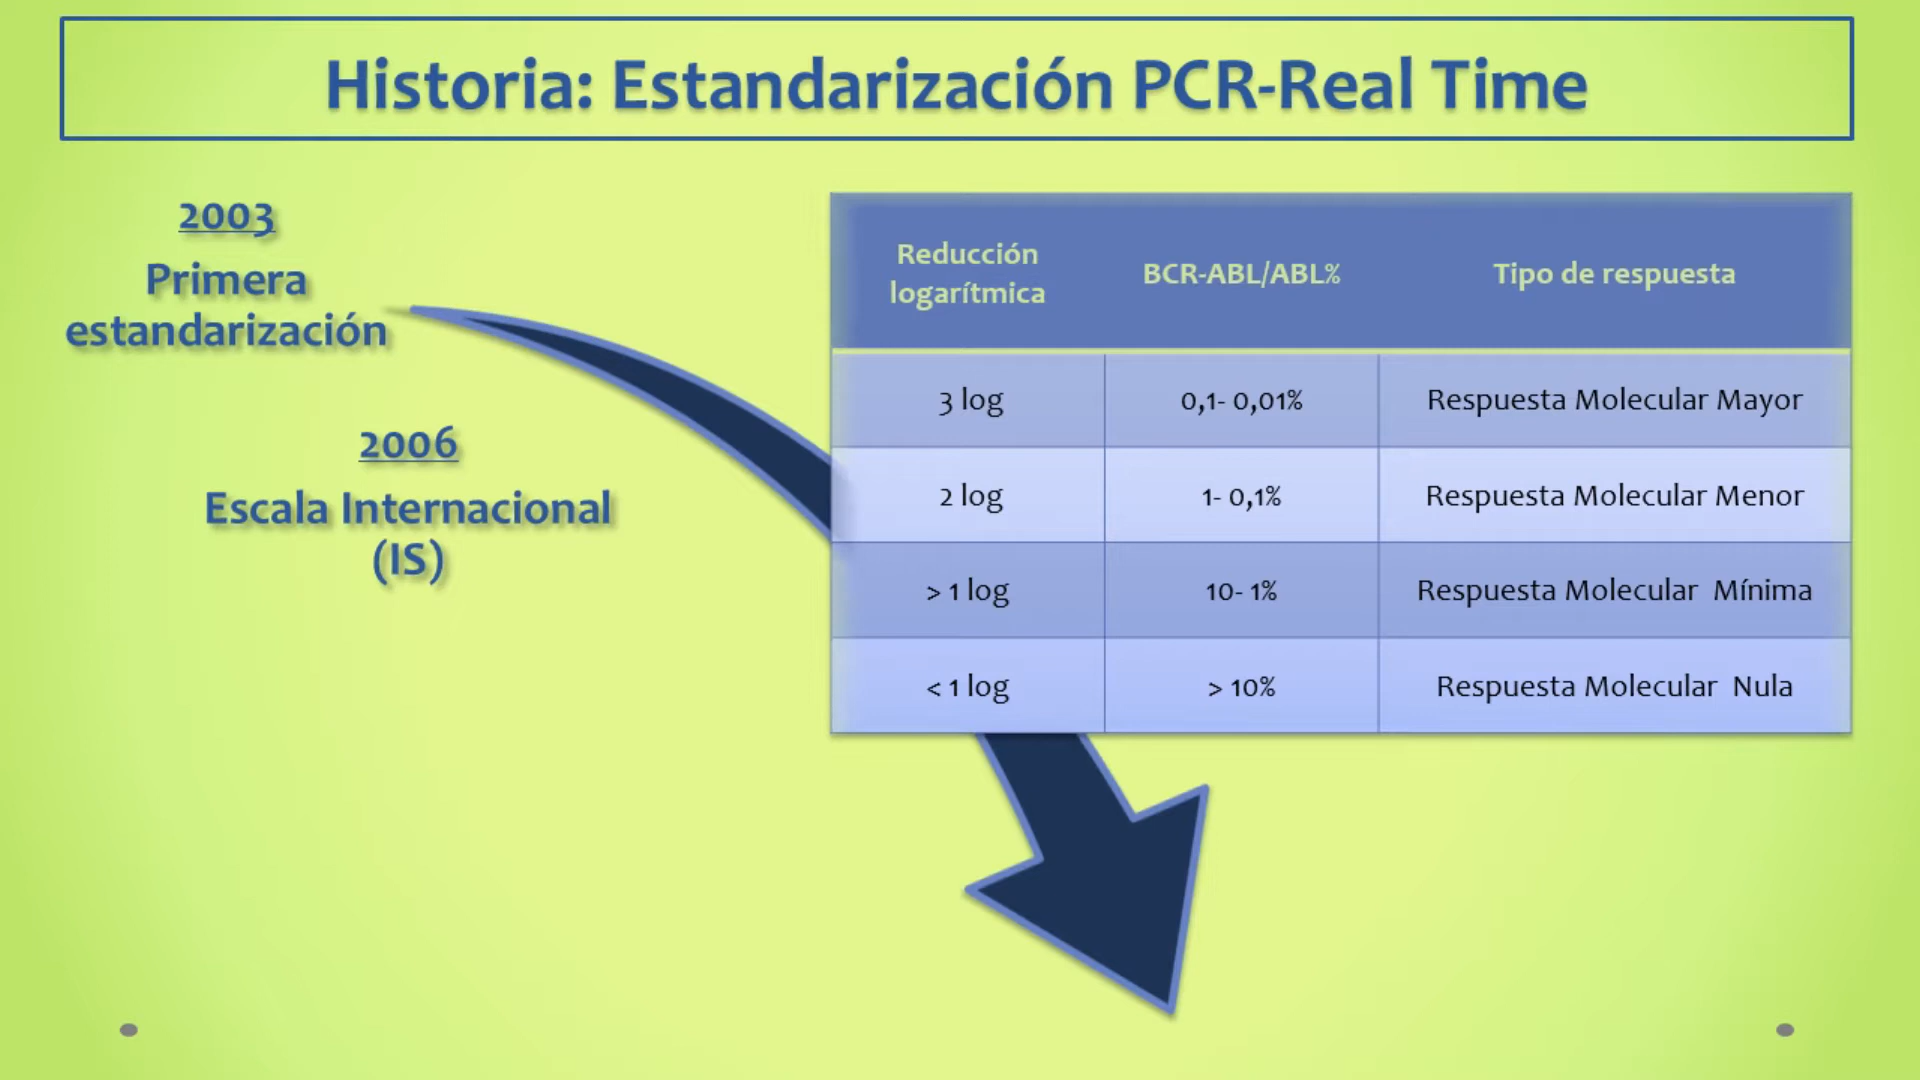 Historia: Estandarización PCR-Real Time
2003
Primera
estandarización
2006
Escala Internacional
(IS)
Reducción
logarítmica
BCR-ABL/ABL%
Tipo de respuesta
3 log
0,1- 0,01%
Respuesta Molecular Mayor
2 log
1- 0,1%
Respuesta Molecular Menor
> 1 log
10- 1%
Respuesta Molecular  Mínima
< 1 log
> 10%
Respuesta Molecular  Nula